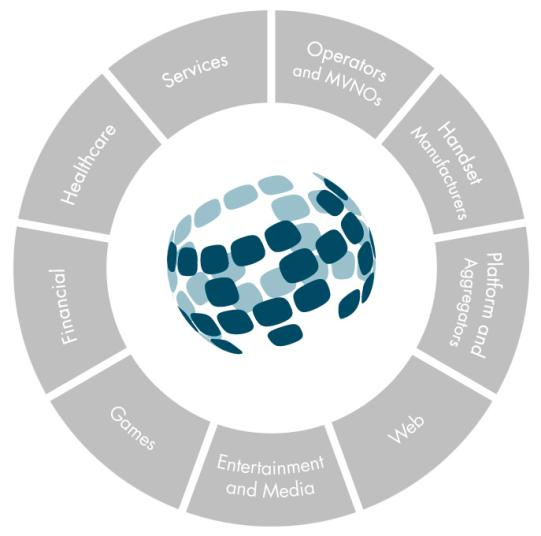 Operators
and MVNOs
Handset
Manufacturers
Platform and
Aggregators
Web
Entertainment
and Media
Games
Financial
Healthcare
Services